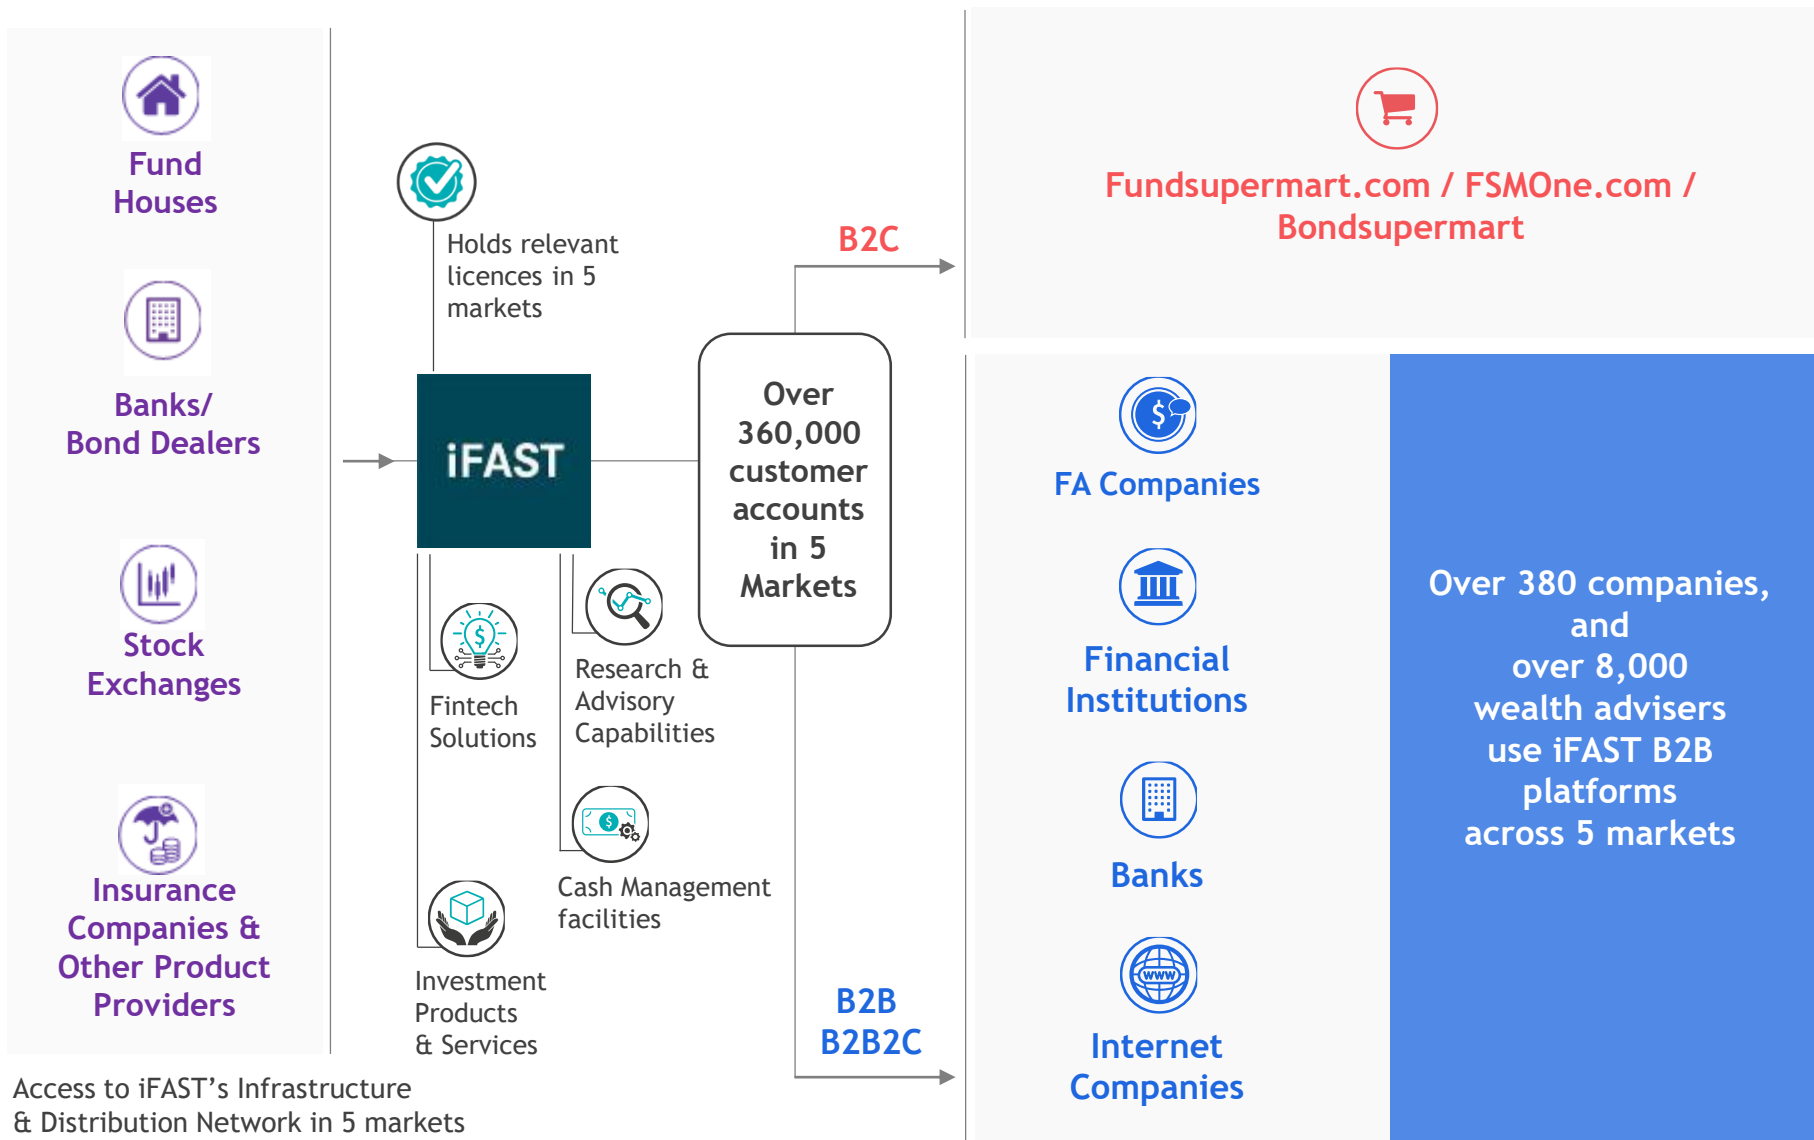 Fund
Houses
Banks/
Bond Dealers
Stock
Exchanges
Insurance
Companies &
Other Product
Providers
Access to iFAST’s Infrastructure
& Distribution Network in 5 markets
Holds relevant
licences in 5
markets
iFAST
Fintech
Solutions
Research &
Advisory
Capabilities
Cash Management
facilities
Investment
Products
& Services
Over
360,000
customer
accounts
in 5
Markets
B2C
B2B
B2B2C
Fundsupermart.com / FSMOne.com /
Bondsupermart
$
FA Companies
Financial
Institutions
Banks
www
Internet
Companies
Over 380 companies,
and
over 8,000
wealth advisers
use iFAST B2B
platforms
across 5 markets